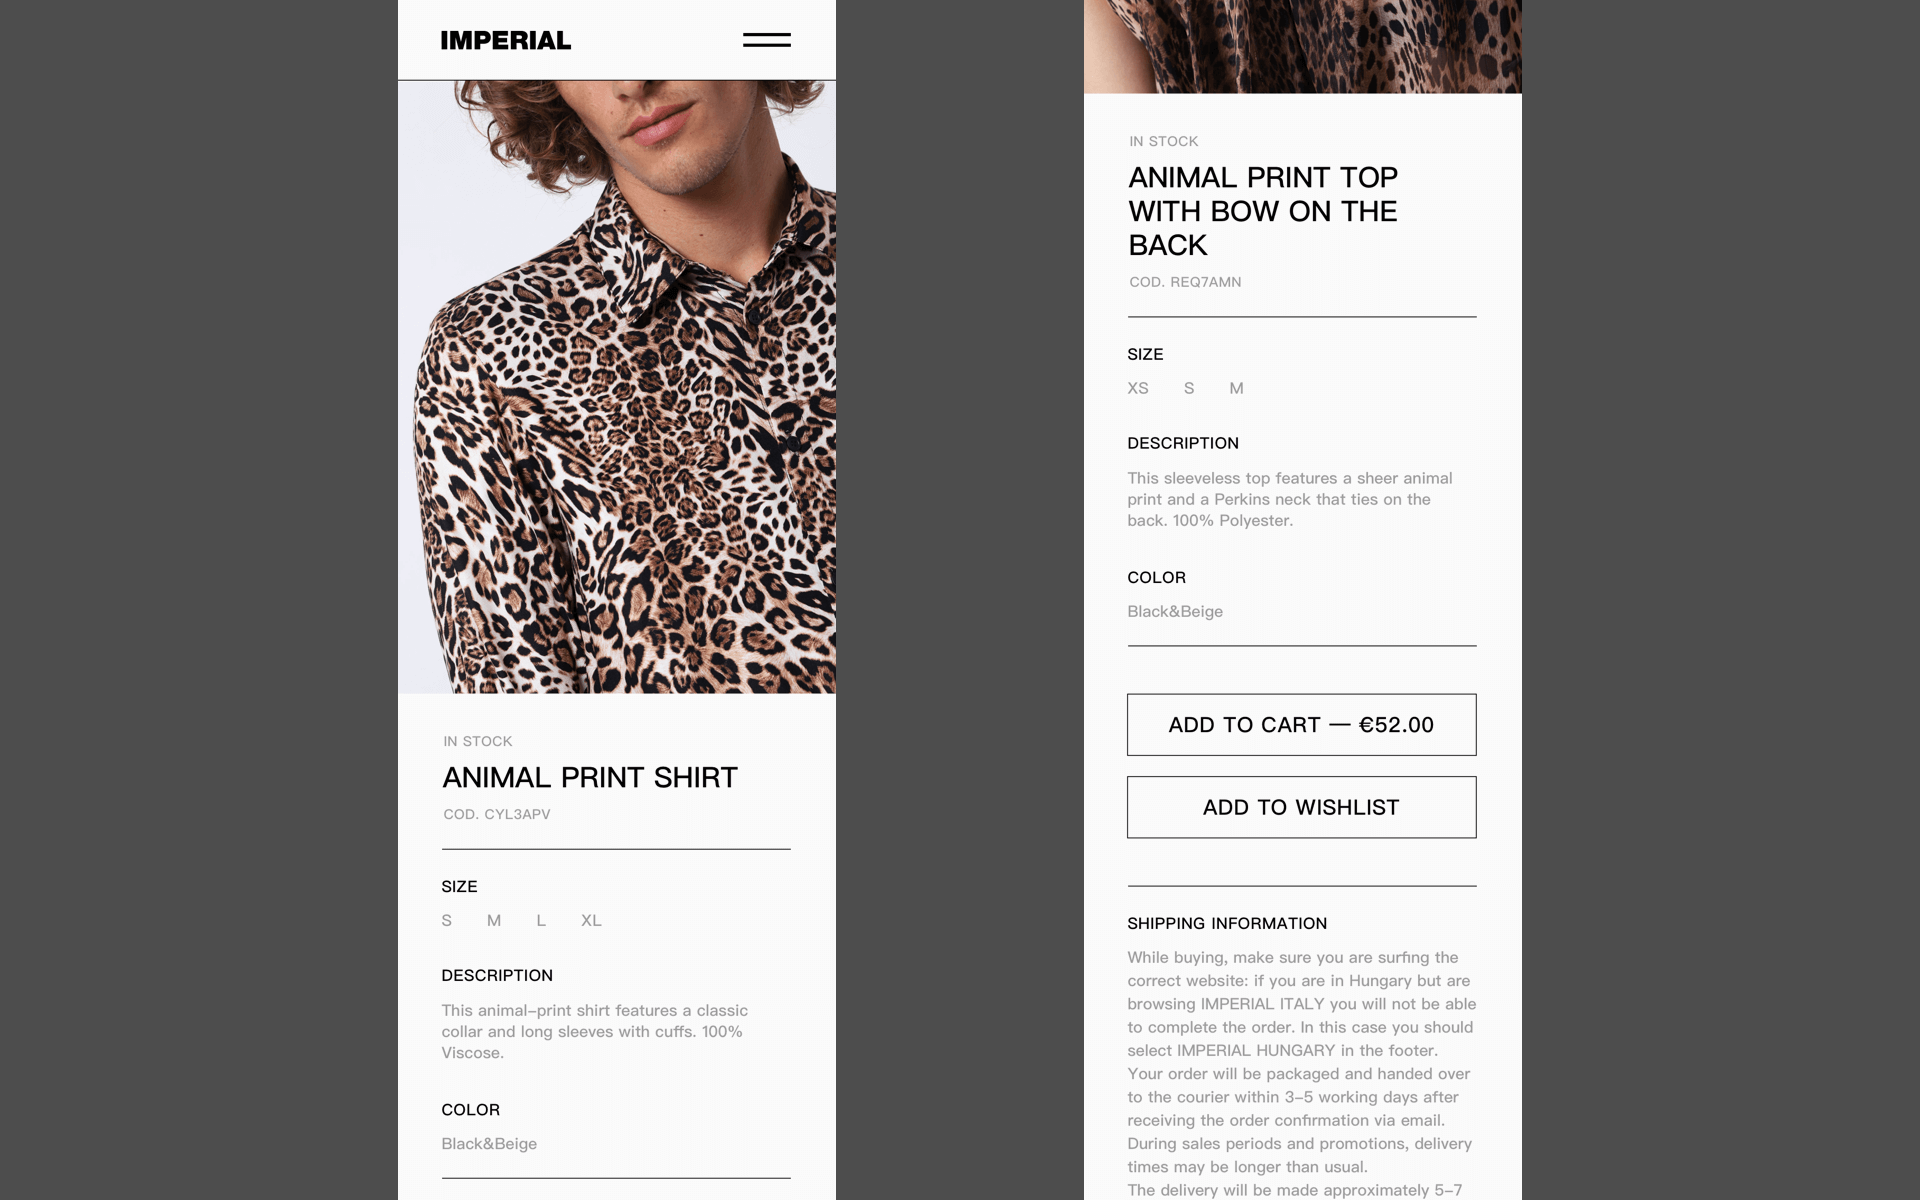 IMPERIAL
IN STOCK
ANIMAL PRINT SHIRT
COD. CYL3APV
SIZE
S M L XL
DESCRIPTION
This animal-print shirt features a classic
collar and long sleeves with cuffs. 100%
Viscose.
COLOR
Black&Beige
IN STOCK
ANIMAL PRINT TOP
WITH BOW ON THE
BACK
COD. REQ7AMN
SIZE
XS S M
DESCRIPTION
This sleeveless top features a sheer animal
print and a Perkins neck that ties on the
back. 100% Polyester.
COLOR
Black&Beige
ADD TO CART — €52.00
ADD TO WISHLIST
SHIPPING INFORMATION
While buying, make sure you are surfing the
correct website: if you are in Hungary but are
browsing IMPERIAL ITALY you will not be able
to complete the order. In this case you should
select IMPERIAL HUNGARY in the footer.
Your order will be packaged and handed over
to the courier within 3-5 working days after
receiving the order confirmation via email.
During sales periods and promotions, delivery
times may be longer than usual.
The delivery will be made approximately 5-7